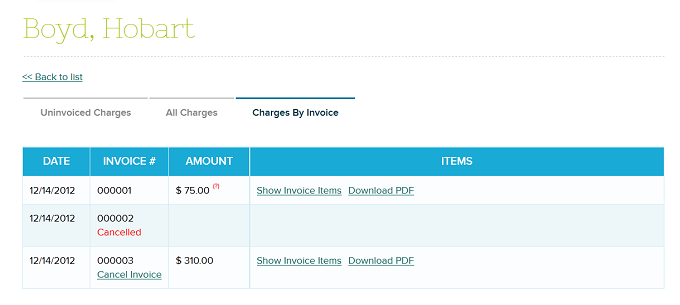 Boyd, Hobart
<< Back to list
Uninvoiced Charges All Charges Charges By Invoice
DATE INVOICE # AMOUNT ITEMS
12/14/2012 000001 $ 75.00 (?) Show Invoice Items Download PDF
12/14/2012 000002
Cancelled
12/14/2012 000003 $ 310.00 Show Invoice Items Download PDF
Cancel Invoice